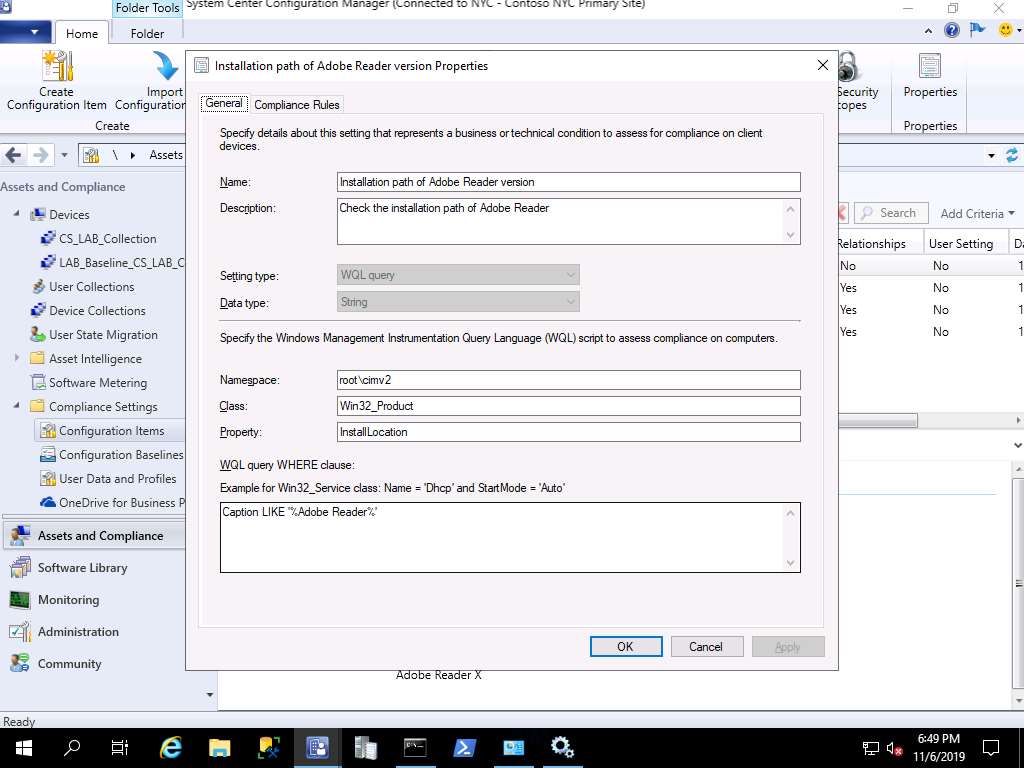 Folder Tools
System Center Configuration Manager (Connected to NYC - Contoso NYC Primary Site)
Home
Folder
Create
Configuration Item
Import
Configuration
Create
Security
Scopes
Properties
Properties
\
Assets
Assets and Compliance
Devices
CS_LAB_Collection
LAB_Baseline_CS_LAB_C
User Collections
Device Collections
User State Migration
Asset Intelligence
Software Metering
Compliance Settings
Configuration Items
Configuration Baselines
User Data and Profiles
OneDrive for Business P
Assets and Compliance
Software Library
Monitoring
Administration
Community
Ready
Installation path of Adobe Reader version Properties
General
Compliance Rules
Specify details about this setting that represents a business or technical condition to assess for compliance on client
devices.
Name:
Installation path of Adobe Reader version
Description:
Check the installation path of Adobe Reader
Setting type:
WQL query
Data type:
String
Specify the Windows Management Instrumentation Query Language (WQL) script to assess compliance on computers.
Namespace:
root\cimv2
Class:
Win32_Product
Property:
InstallLocation
WQL query WHERE clause:
Example for Win32_Service class: Name = 'Dhcp' and StartMode = 'Auto'
Caption LIKE '%Adobe Reader%'
OK
Cancel
Apply
Search
Add Criteria
Relationships
User Setting
Da
No
No
1
Yes
No
1
Yes
No
1
Yes
No
1
Adobe Reader X
6:49 PM
11/6/2019